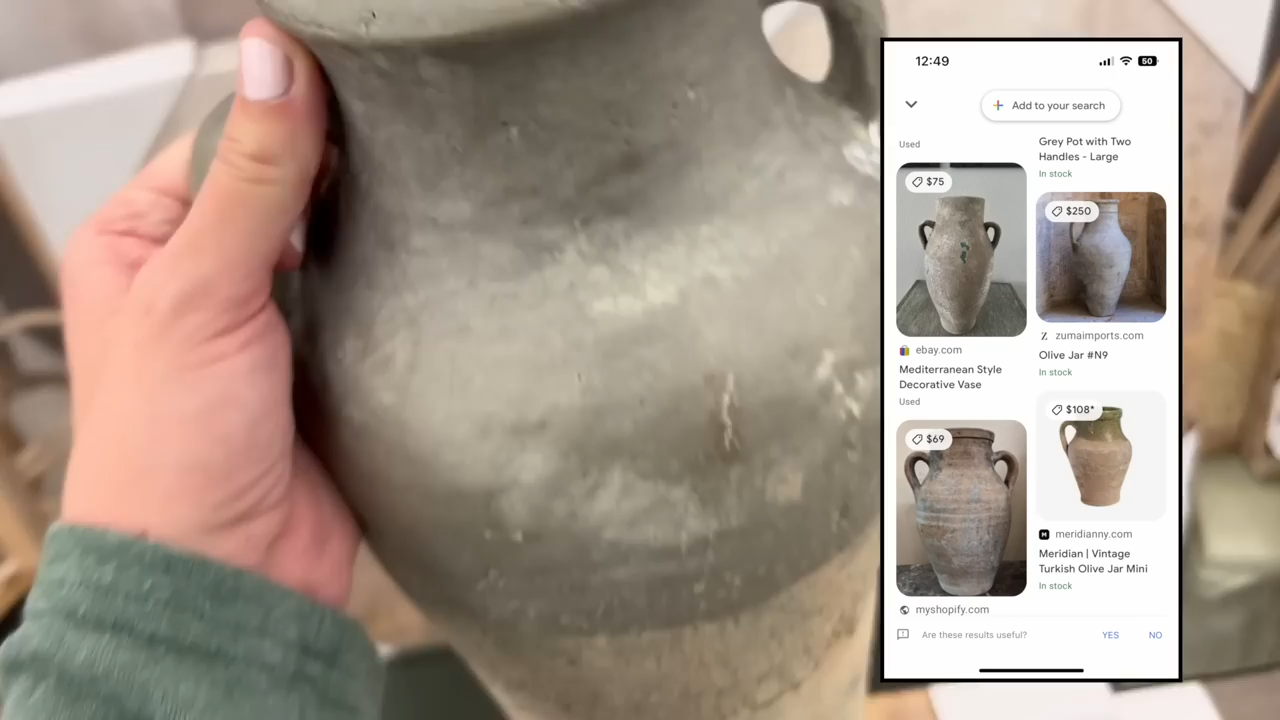 12:49
50
Add to your search
Used
$75
ebay.com
Mediterranean Style
Decorative Vase
Used
$69
myshopify.com
Grey Pot with Two
Handles - Large
In stock
$250
Z zumaimports.com
Olive Jar #N9
In stock
$108*
M meridianny.com
Meridian | Vintage
Turkish Olive Jar Mini
In stock
Are these results useful?
YES
NO